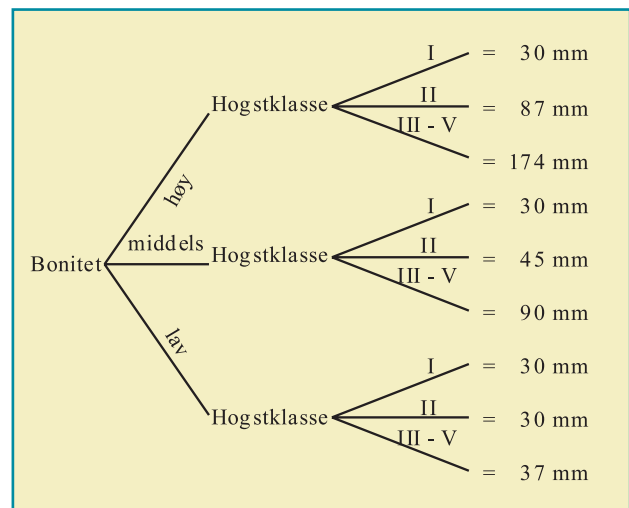 I = 30 mm
Hogstklasse II = 87 mm
III - V = 174 mm
høy
I = 30 mm
Bonitet middels Hogstklasse II = 45 mm
III - V = 90 mm
lav
I = 30 mm
Hogstklasse II = 30 mm
III - V = 37 mm